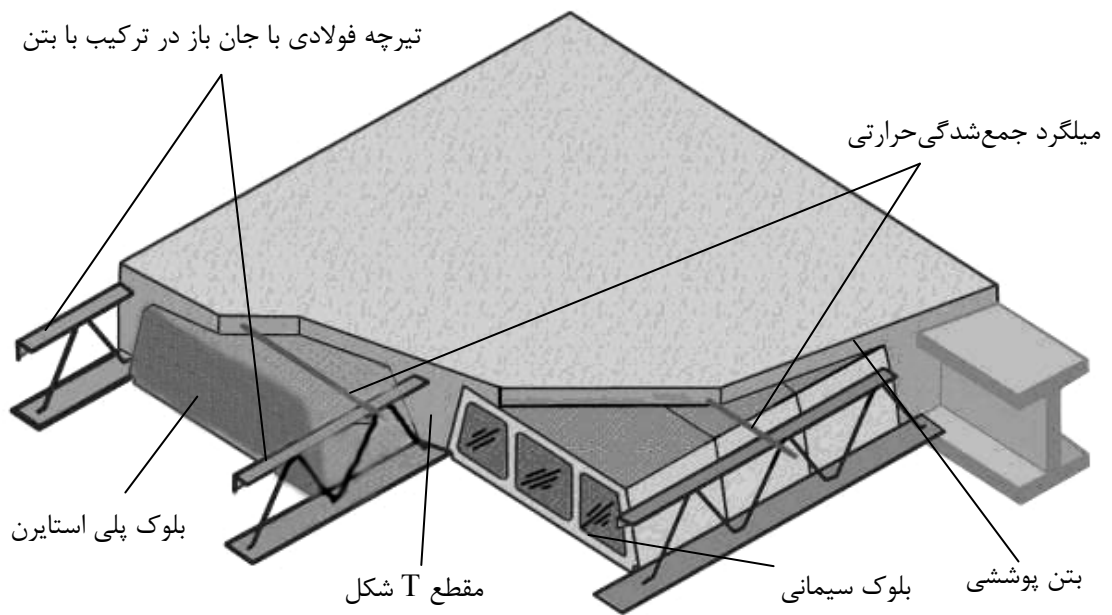 تیرچه فولادی با جان باز در ترکیب با بتن
میلگرد جمع‌شدگی‌حرارتی
بلوک پلی استایرن
مقطع T شکل
بلوک سیمانی
بتن پوششی